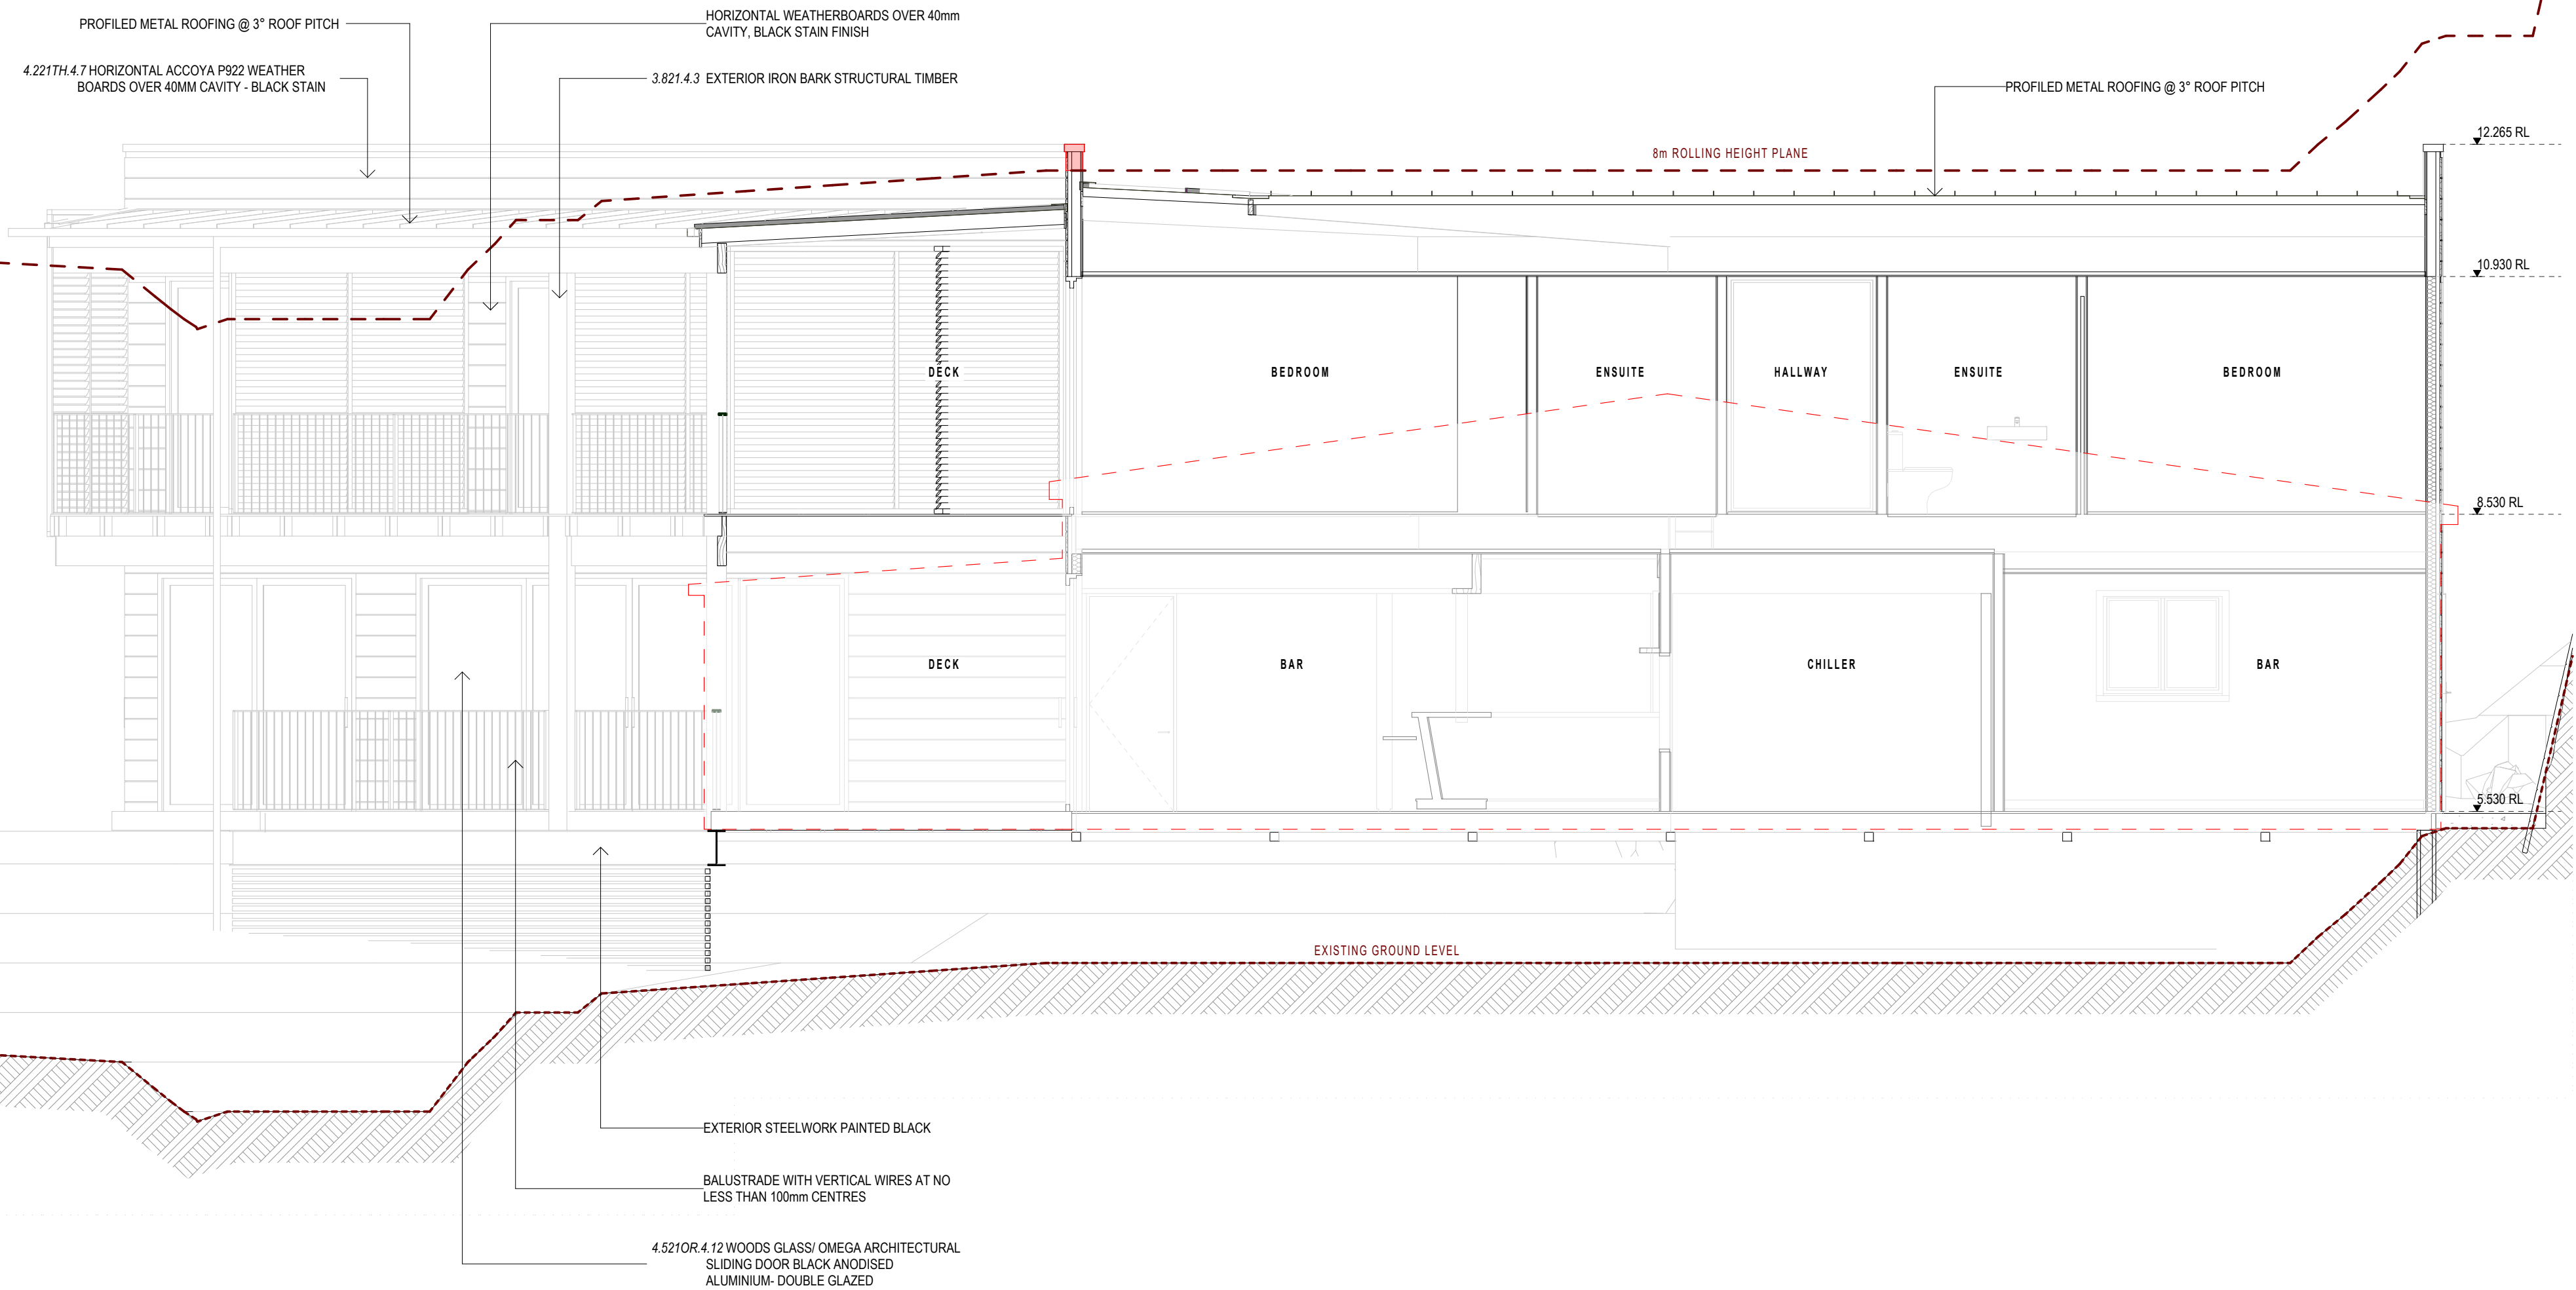 PROFILED METAL ROOFING @ 3° ROOF PITCH
HORIZONTAL WEATHERBOARDS OVER 40mm
CAVITY, BLACK STAIN FINISH
4.221TH.4.7 HORIZONTAL ACCOYA P922 WEATHER
BOARDS OVER 40MM CAVITY - BLACK STAIN
3.821.4.3 EXTERIOR IRON BARK STRUCTURAL TIMBER
PROFILED METAL ROOFING @ 3° ROOF PITCH
12.265 RL
8m ROLLING HEIGHT PLANE
10.930 RL
DECK
BEDROOM
ENSUITE
HALLWAY
ENSUITE
BEDROOM
8.530 RL
DECK
BAR
CHILLER
BAR
5.530 RL
EXISTING GROUND LEVEL
EXTERIOR STEELWORK PAINTED BLACK
BALUSTRADE WITH VERTICAL WIRES AT NO
LESS THAN 100mm CENTRES
4.521OR.4.12 WOODS GLASS/ OMEGA ARCHITECTURAL
SLIDING DOOR BLACK ANODISED
ALUMINIUM- DOUBLE GLAZED